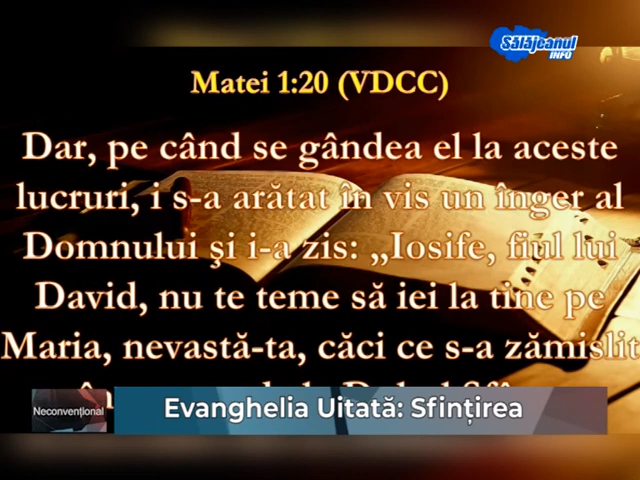 Sălăjeanul
INFO
Matei 1:20 (VDCC)
Dar, pe când se gândea el la aceste
lucruri, i s-a arătat în vis un înger al
Domnului şi i-a zis: „Iosife, fiul lui
David, nu te teme să iei la tine pe
Maria, nevastă-ta, căci ce s-a zămislit
Neconvențional
Evanghelia Uitată: Sfințirea